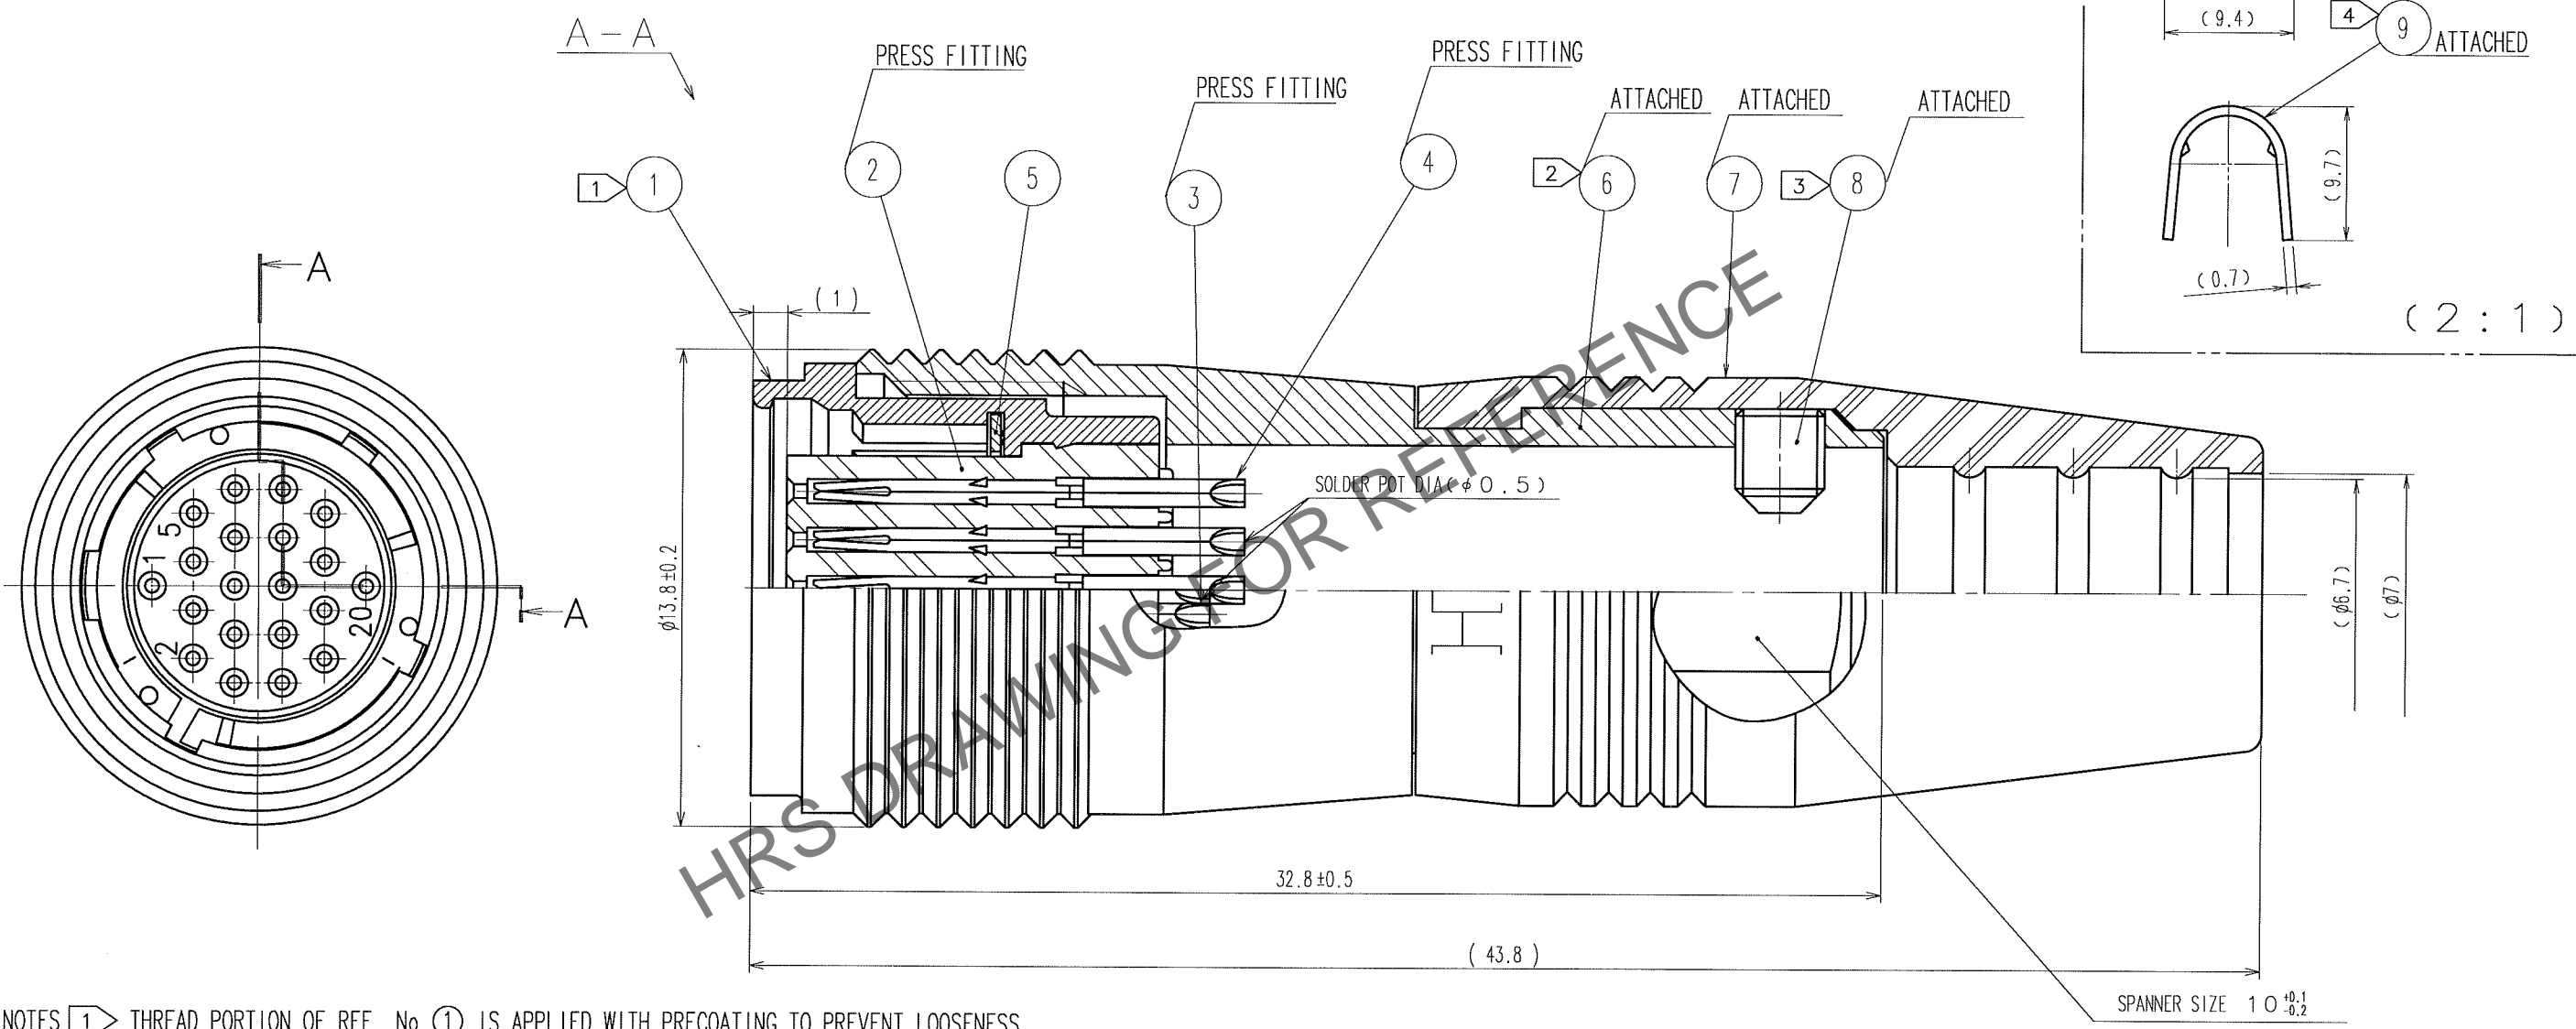 A-A
PRESS FITTING
PRESS FITTING
PRESS FITTING
ATTACHED
ATTACHED
ATTACHED
(9.4)
4
9
ATTACHED
(9.7)
(0.7)
(2:1)
1
1
2
5
3
4
2
6
7
3
8
A
A
5
1
2
20
(1)
φ13.8±0.2
SOLDER POT DIA(φ0.5)
H
(φ6.7)
(φ7)
32.8±0.5
(43.8)
SPANNER SIZE 10 +0.1 -0.2
HRS DRAWING FOR REFERENCE
NOTES 1 THREAD PORTION OF REF. No. 1 IS APPLIED WITH PRECOATING TO PREVENT LOOSENESS